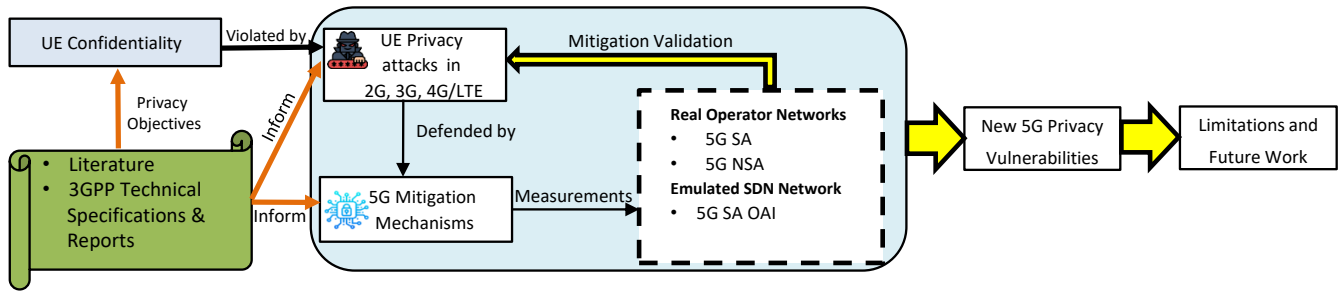 UE Confidentiality
Violated by
UE Privacy
attacks in
2G, 3G, 4G/LTE
Mitigation Validation
Privacy
Objectives
Inform
Defended by
Real Operator Networks
• 5G SA
• 5G NSA
Emulated SDN Network
• 5G SA OAI
New 5G Privacy
Vulnerabilities
Limitations and
Future Work
• Literature
• 3GPP Technical
Specifications &
Reports
Inform
5G Mitigation
Mechanisms
Measurements